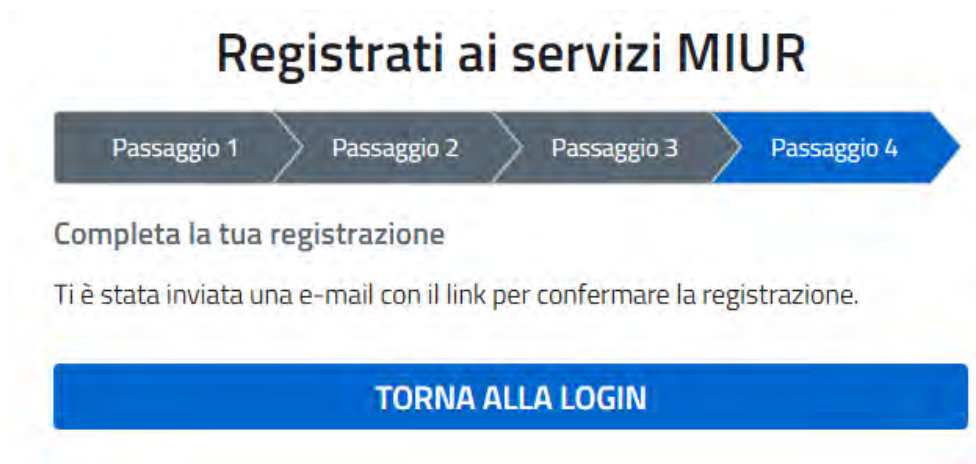 Registrati ai servizi MIUR
Passaggio 1 Passaggio 2 Passaggio 3 Passaggio 4
Completa la tua registrazione
Ti è stata inviata una e-mail con il link per confermare la registrazione.
TORNA ALLA LOGIN